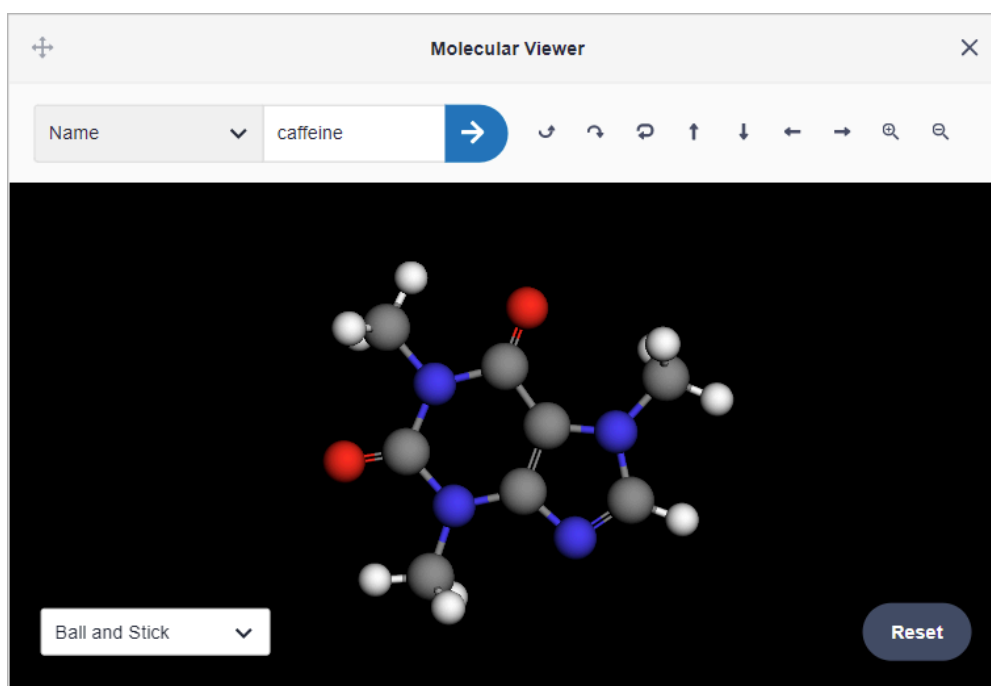 Molecular Viewer
Name
caffeine
Ball and Stick
Reset